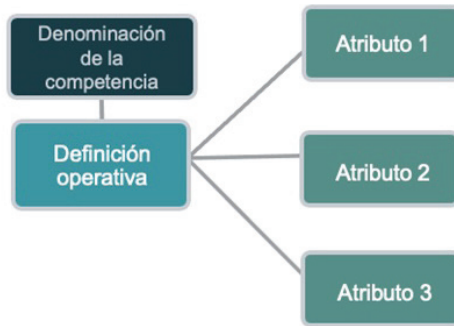 Denominación
de la
competencia
Definición
operativa
Atributo 1
Atributo 2
Atributo 3